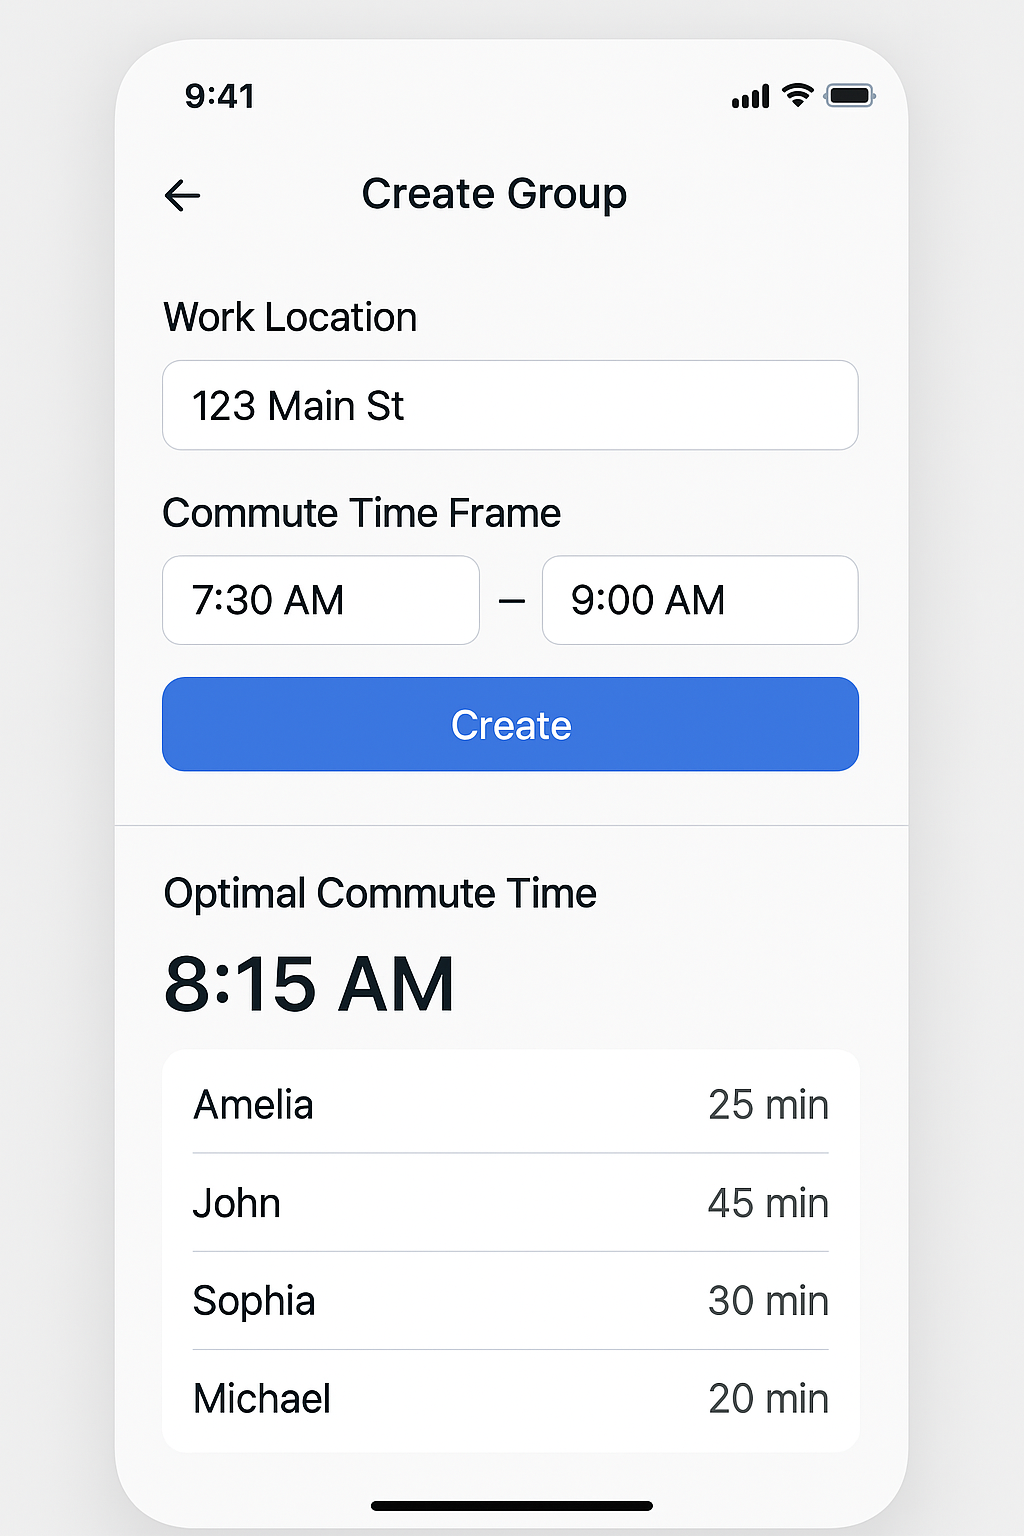 9:41
Create Group
Work Location
123 Main St
Commute Time Frame
7:30 AM – 9:00 AM
Create
Optimal Commute Time
8:15 AM
Amelia 25 min
John 45 min
Sophia 30 min
Michael 20 min